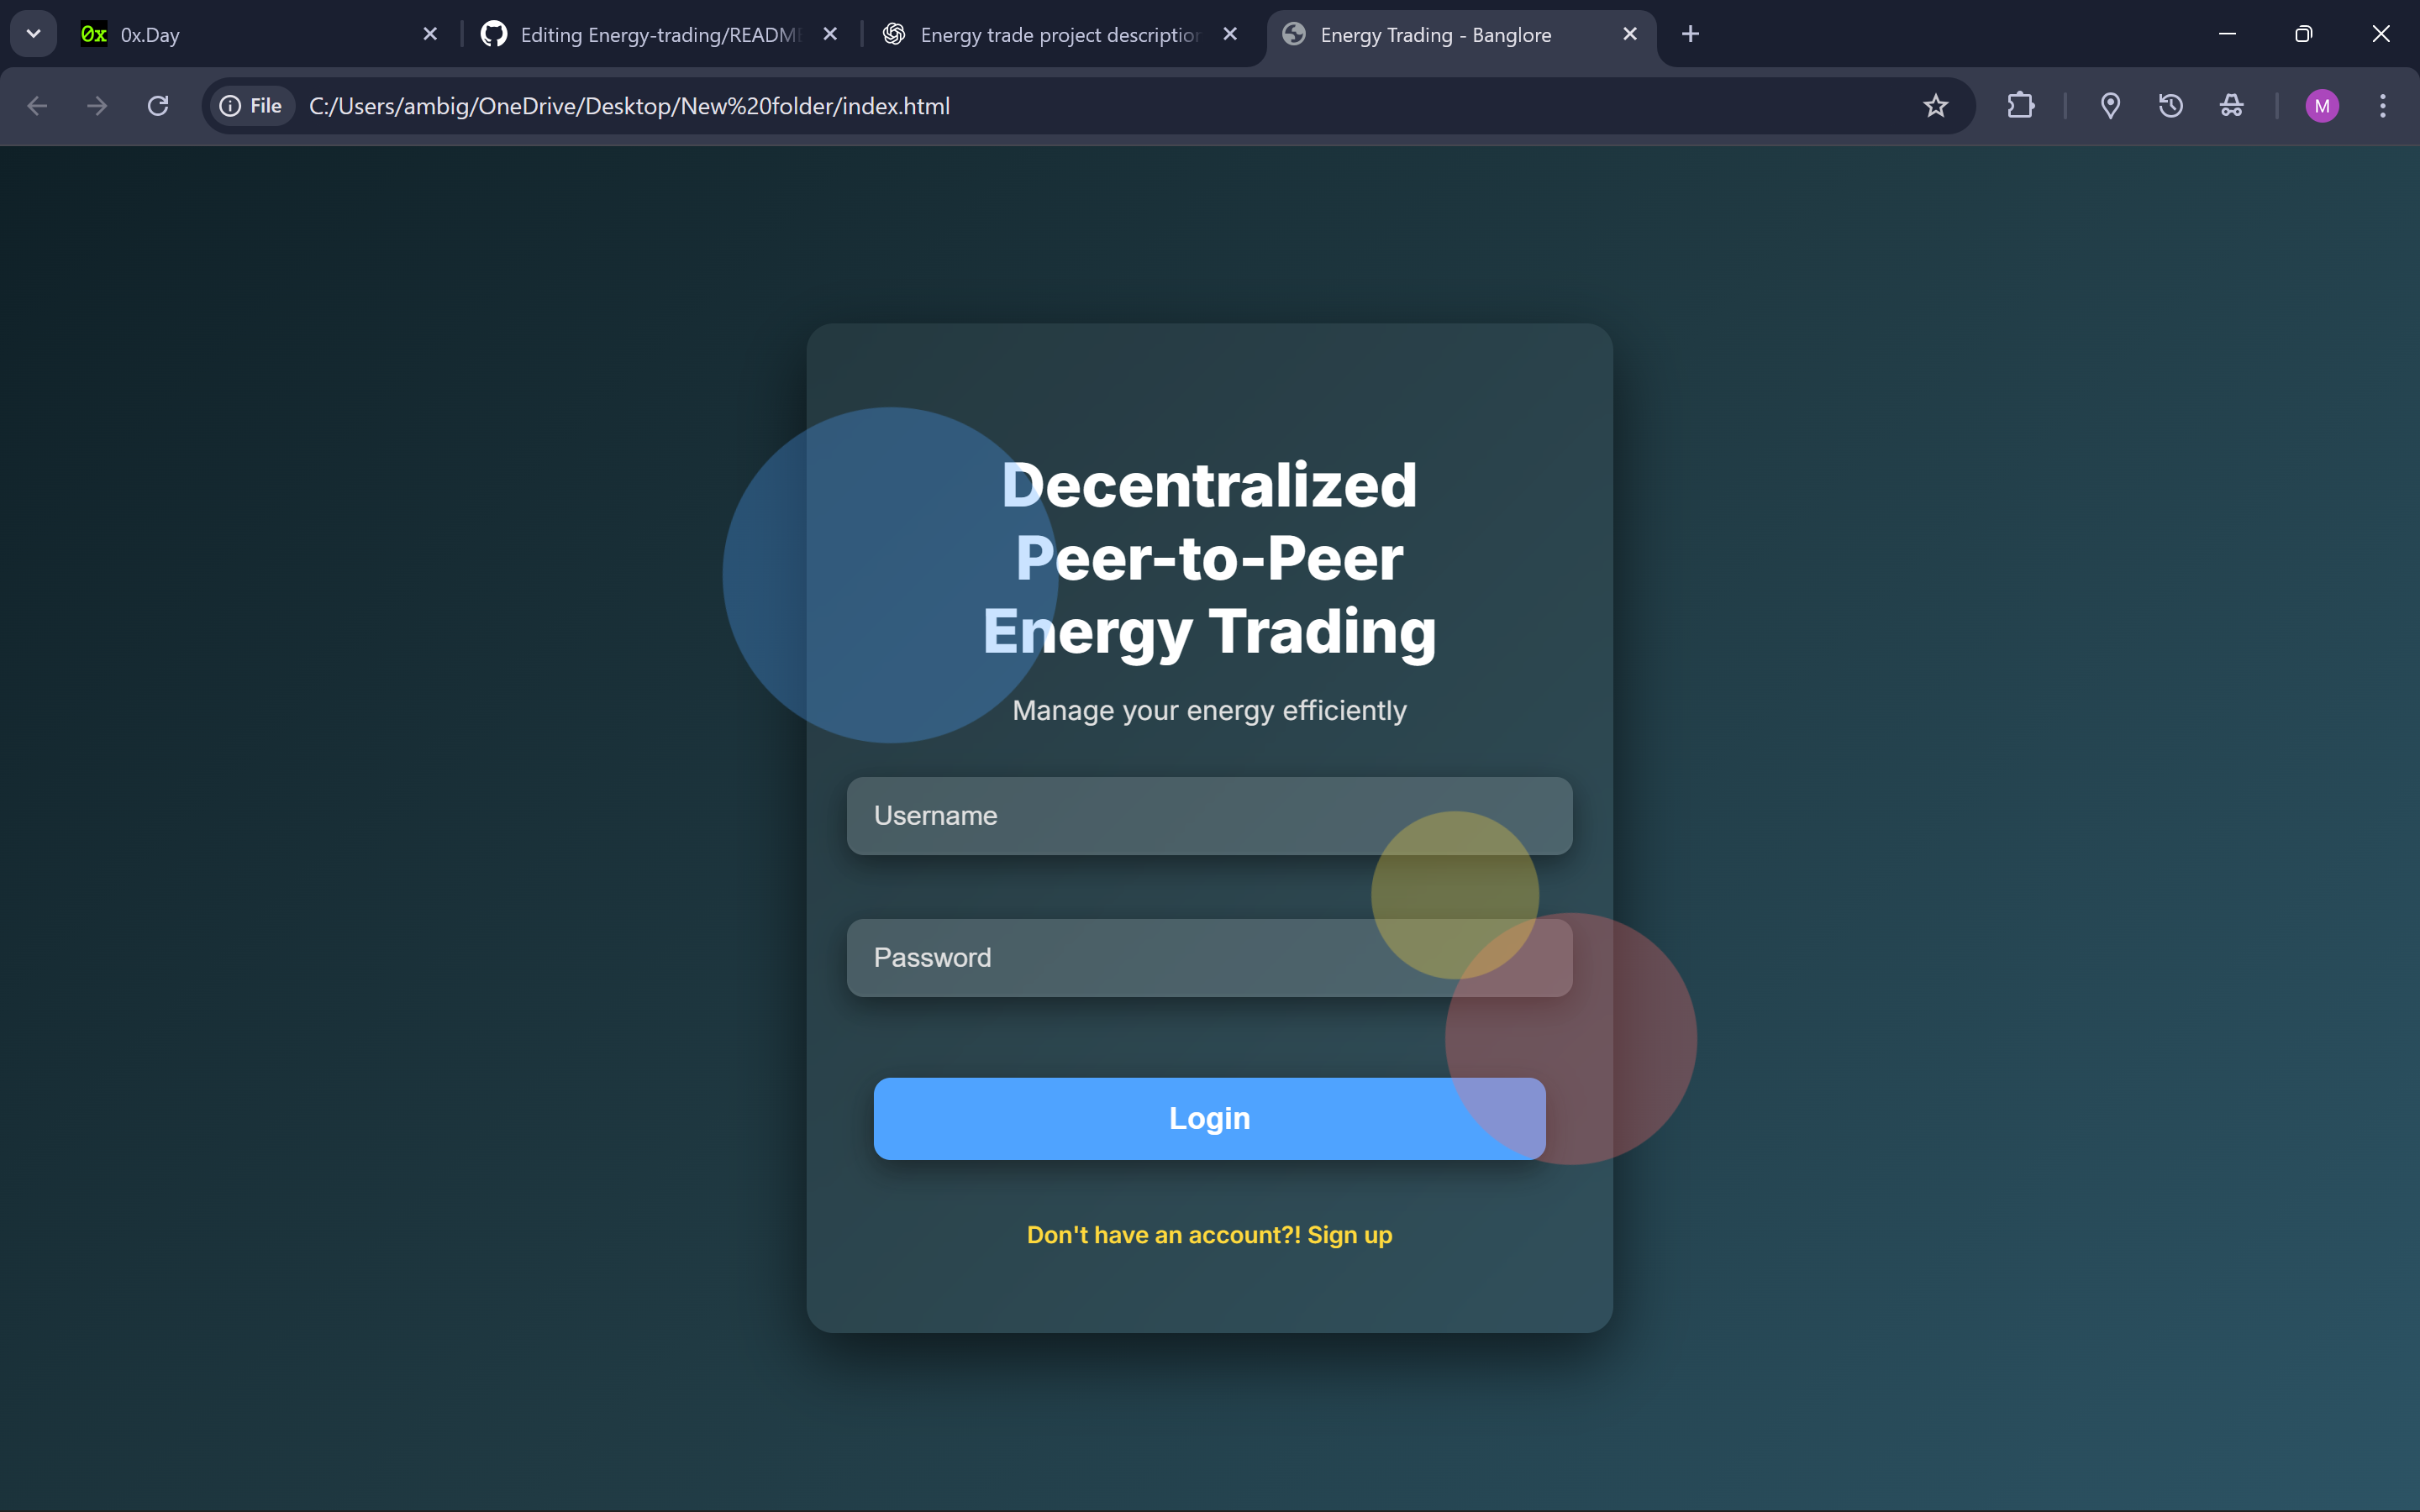 0x
0x.Day
Editing Energy-trading/README
Energy trade project description
Energy Trading - Banglore
File
C:/Users/ambig/OneDrive/Desktop/New%20folder/index.html
M
Decentralized
Peer-to-Peer
Energy Trading
Manage your energy efficiently
Username
Password
Login
Don't have an account?! Sign up